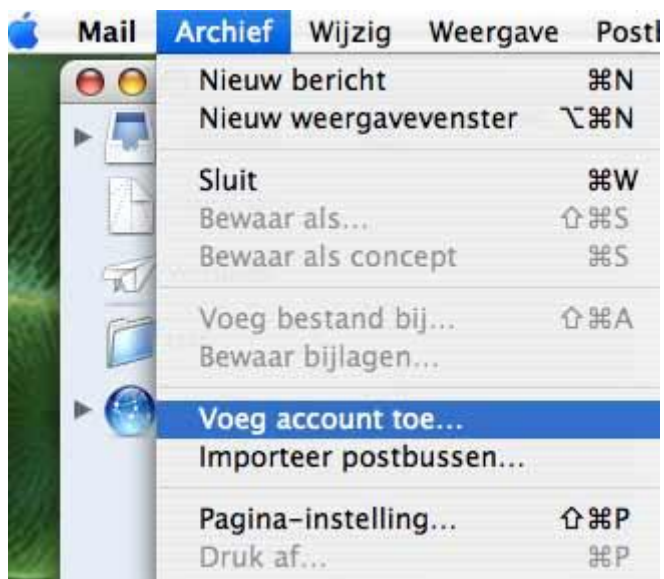 Mail Archief Wijzig Weergave Postb
Nieuw bericht ⌘N
Nieuw weergavevenster ⌥⌘N
Sluit ⌘W
Bewaar als... ⇧⌘S
Bewaar als concept ⌘S
Voeg bestand bij... ⇧⌘A
Bewaar bijlagen...
Voeg account toe...
Importeer postbussen...
Pagina-instelling... ⇧⌘P
Druk af... ⌘P